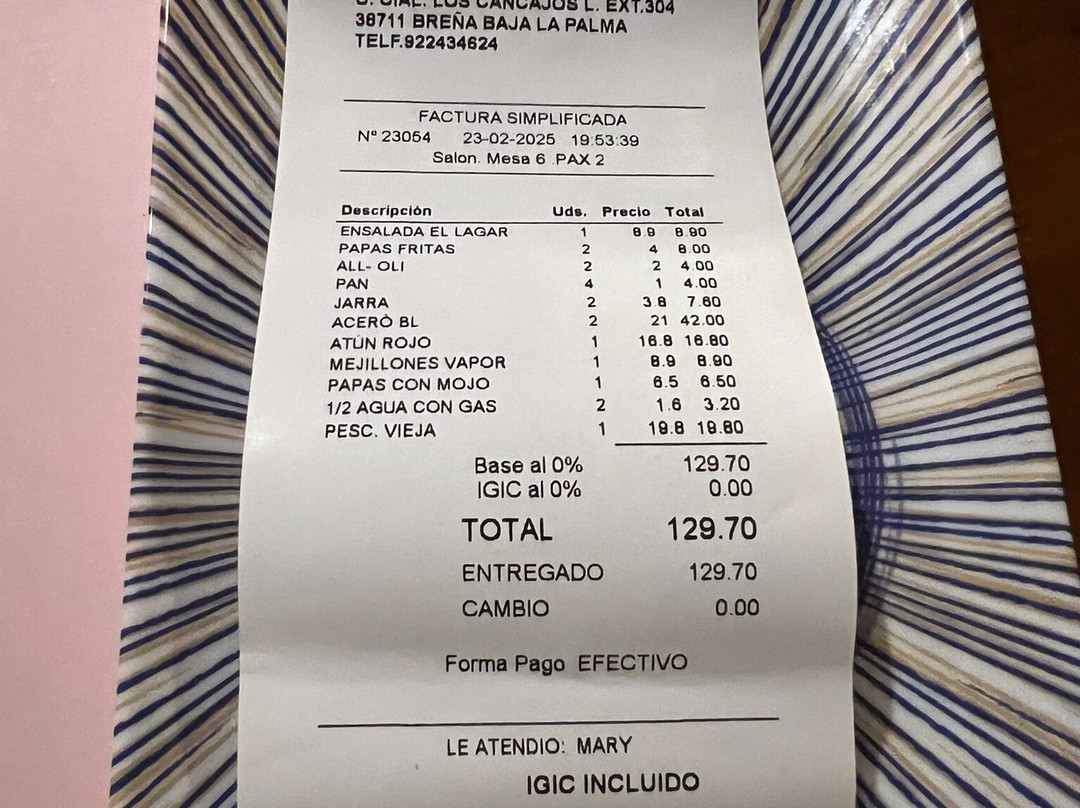 C. CIAL. LOS CANCAJOS L. EXT.304
38711 BREÑA BAJA LA PALMA
TELF.922434624
FACTURA SIMPLIFICADA
Nº 23054 23-02-2025 19:53:39
Salon. Mesa 6 .PAX 2
Descripción Uds. Precio Total
ENSALADA EL LAGAR 1 8.9 8.90
PAPAS FRITAS 2 4 8.00
ALL- OLI 2 2 4.00
PAN 4 1 4.00
JARRA 2 3.8 7.60
ACERÒ BL 2 21 42.00
ATÚN ROJO 1 16.8 16.80
MEJILLONES VAPOR 1 8.9 8.90
PAPAS CON MOJO 1 6.5 6.50
1/2 AGUA CON GAS 2 1.6 3.20
PESC. VIEJA 1 19.8 19.80
Base al 0% 129.70
IGIC al 0% 0.00
TOTAL 129.70
ENTREGADO 129.70
CAMBIO 0.00
Forma Pago EFECTIVO
LE ATENDIO: MARY
IGIC INCLUIDO